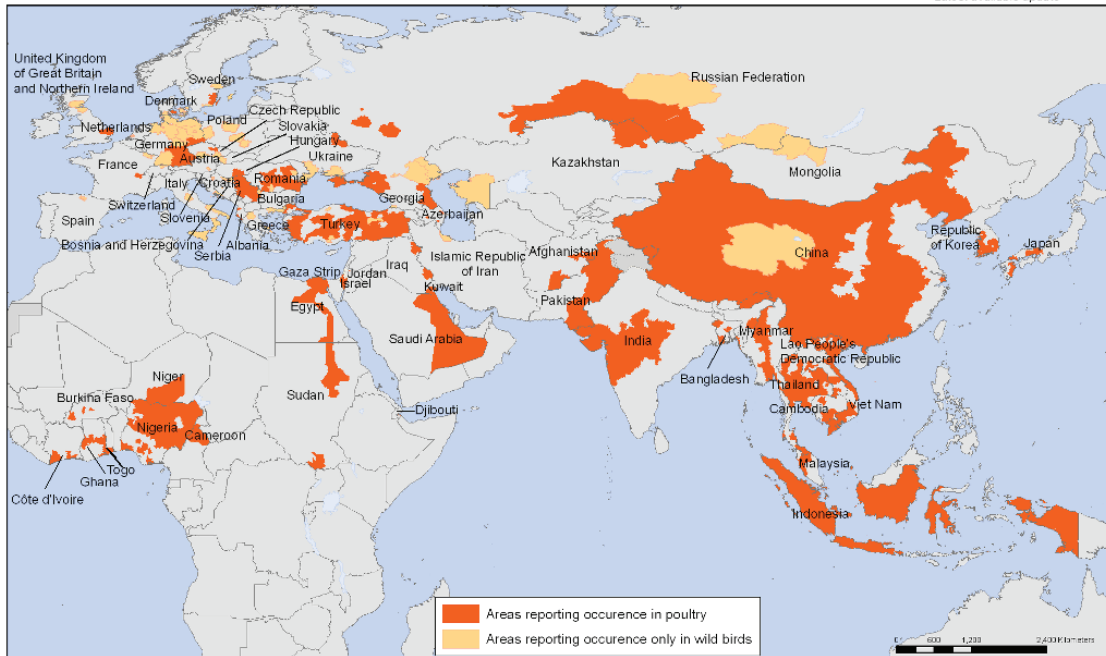 United Kingdom
of Great Britain
and Northern Ireland
Sweden
Denmark
Russian Federation
Netherlands
Poland
Czech Republic
Slovakia
Germany
Hungary
Austria
Ukraine
France
Kazakhstan
Mongolia
Italy
Croatia
Romania
Georgia
Switzerland
Bulgaria
Azerbaijan
Spain
Slovenia
Greece
Turkey
Bosnia and Herzegovina
Albania
Serbia
Afghanistan
China
Republic
of Korea
Japan
Islamic Republic
of Iran
Iraq
Gaza Strip
Jordan
Israel
Kuwait
Pakistan
Egypt
Saudi Arabia
India
Myanmar
Lao People's
Democratic Republic
Bangladesh
Thailand
Niger
Sudan
Burkina Faso
Djibouti
Cambodia
Viet Nam
Nigeria
Cameroon
Togo
Ghana
Côte d'Ivoire
Malaysia
Indonesia
Areas reporting occurence in poultry
Areas reporting occurence only in wild birds
0 600 1,200 2,400 Kilometers